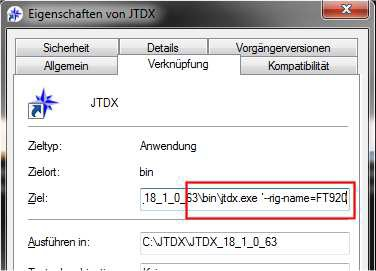 Eigenschaften von JTDX
Sicherheit Details Vorgängerversionen
Allgemein Verknüpfung Kompatibilität
JTDX
Zieltyp: Anwendung
Zielort: bin
Ziel: .18_1_0_63\bin\jtdx.exe '--rig-name=FT920
Ausführen in: C:\JTDX\JTDX_18_1_0_63